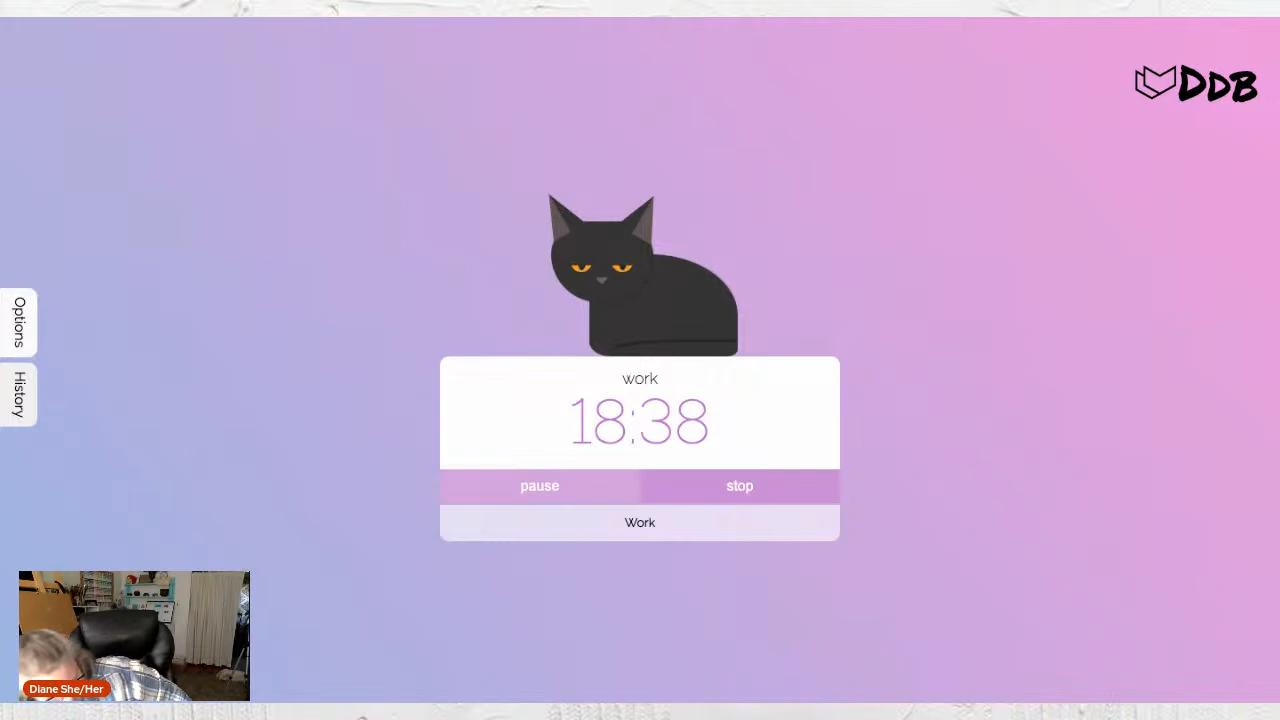 DDB
Options
History
work
18:38
pause
stop
Work
Diane She/Her